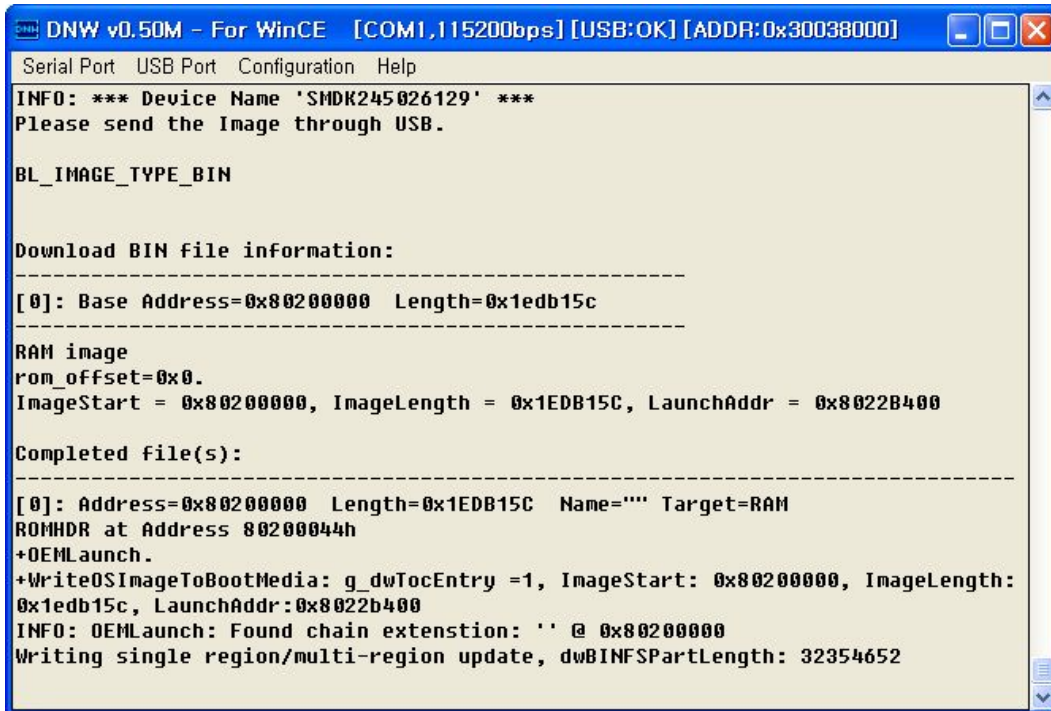 DNW v0.50M - For WinCE [COM1,115200bps] [USB:OK] [ADDR:0x30038000]
Serial Port USB Port Configuration Help
INFO: *** Device Name 'SMDK245026129' ***
Please send the Image through USB.
BL_IMAGE_TYPE_BIN
Download BIN file information:
-----------------------------------------------------
[0]: Base Address=0x80200000 Length=0x1edb15c
-----------------------------------------------------
RAM image
rom_offset=0x0.
ImageStart = 0x80200000, ImageLength = 0x1EDB15C, LaunchAddr = 0x8022B400
Completed file(s):
-------------------------------------------------------------------------------
[0]: Address=0x80200000 Length=0x1EDB15C Name="" Target=RAM
ROMHDR at Address 80200044h
+OEMLaunch.
+WriteOSImageToBootMedia: g_dwTocEntry =1, ImageStart: 0x80200000, ImageLength:
0x1edb15c, LaunchAddr:0x8022b400
INFO: OEMLaunch: Found chain extenstion: '' @ 0x80200000
Writing single region/multi-region update, dwBINFSPartLength: 32354652